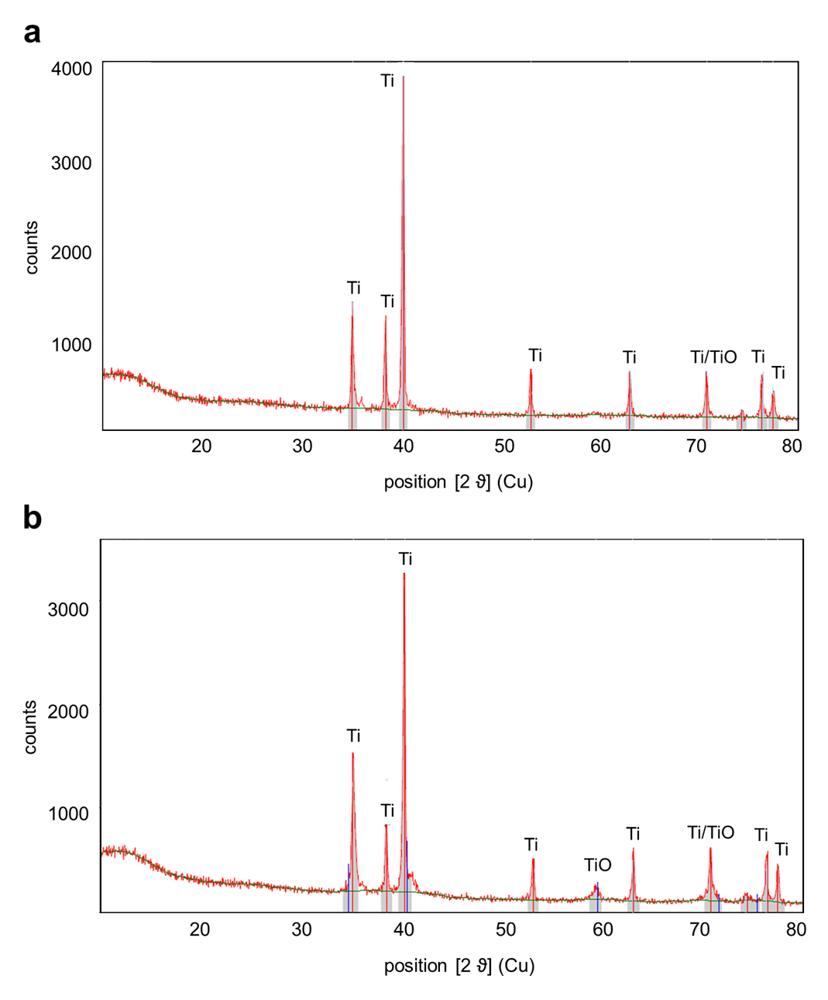 a
4000
Ti
3000
counts
2000
Ti
Ti
1000
Ti
Ti
Ti/TiO
Ti
Ti
20 30 40 50 60 70 80
position [2 ϑ] (Cu)
b
Ti
3000
2000
counts
Ti
Ti
1000
Ti
TiO
Ti
Ti/TiO
Ti
Ti
20 30 40 50 60 70 80
position [2 ϑ] (Cu)